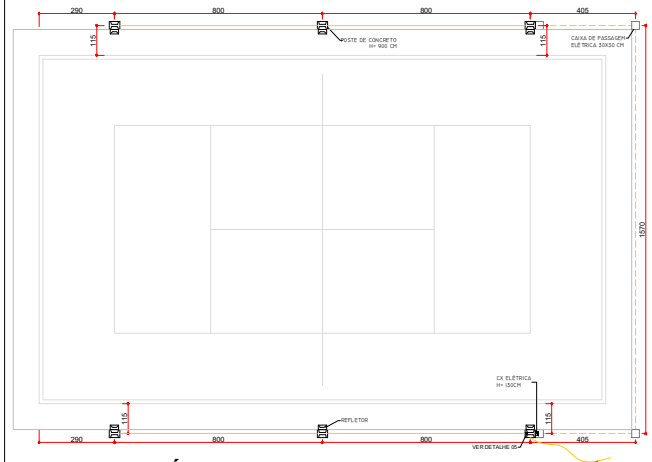 290
800
800
405
115
POSTE DE CONCRETO
H= 900 CM
115
CAIXA DE PASSAGEM
ELÉTRICA 30X30 CM
1570
CX ELÉTRICA
H= 130CM
115
REFLETOR
115
290
800
800
405
VER DETALHE 05